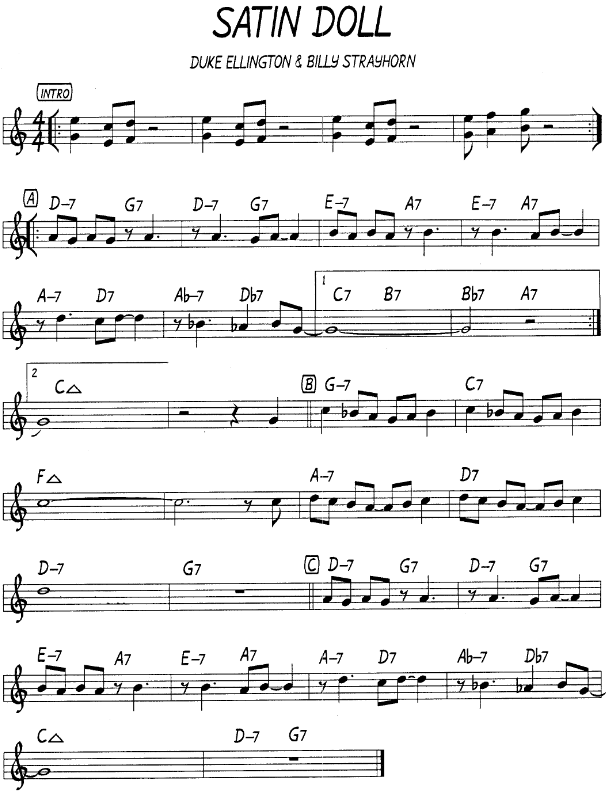 SATIN DOLL
DUKE ELLINGTON & BILLY STRAYHORN
INTRO
4 4
A D-7 G7 D-7 G7 E-7 A7 E-7 A7
A-7 D7 Ab-7 Db7 1 C7 B7 Bb7 A7
2 C△ B G-7 C7
F△ A-7 D7
D-7 G7 C D-7 G7 D-7 G7
E-7 A7 E-7 A7 A-7 D7 Ab-7 Db7
C△ D-7 G7